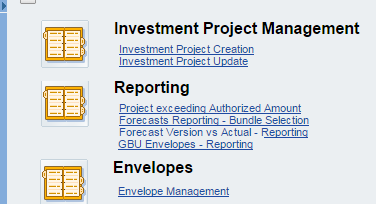 Investment Project Management
Investment Project Creation
Investment Project Update
Reporting
Project exceeding Authorized Amount
Forecasts Reporting - Bundle Selection
Forecast Version vs Actual - Reporting
GBU Envelopes - Reporting
Envelopes
Envelope Management